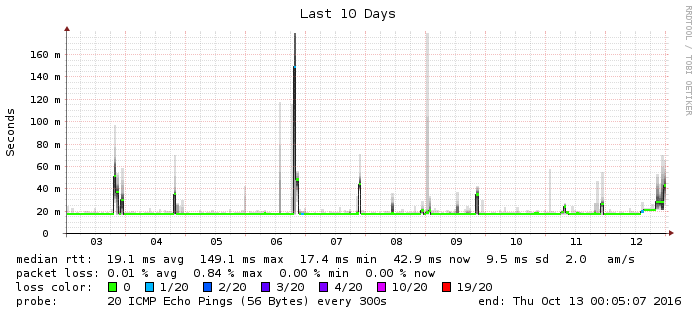 Last 10 Days
RRDTOOL / TOBI OETIKER
Seconds
160 m
140 m
120 m
100 m
80 m
60 m
40 m
20 m
0
03 04 05 06 07 08 09 10 11 12
median rtt: 19.1 ms avg 149.1 ms max 17.4 ms min 42.9 ms now 9.5 ms sd 2.0 am/s
packet loss: 0.01 % avg 0.84 % max 0.00 % min 0.00 % now
loss color: 0 1/20 2/20 3/20 4/20 10/20 19/20
probe: 20 ICMP Echo Pings (56 Bytes) every 300s end: Thu Oct 13 00:05:07 2016